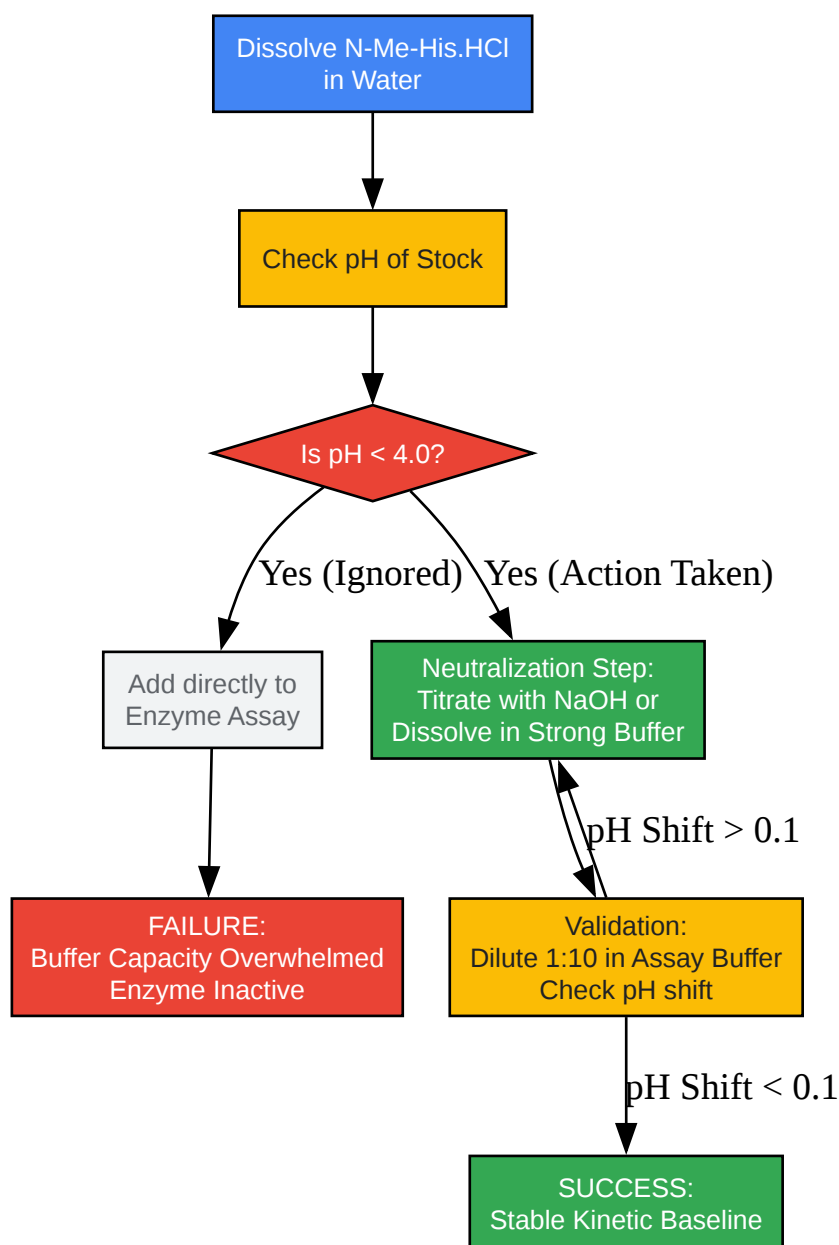 Dissolve N-Me-His.HCl
in Water
Check pH of Stock
Is pH < 4.0?
Yes (Ignored)
Yes (Action Taken)
Add directly to
Enzyme Assay
Neutralization Step:
Titrate with NaOH or
Dissolve in Strong Buffer
pH Shift > 0.1
FAILURE:
Buffer Capacity Overwhelmed
Enzyme Inactive
Validation:
Dilute 1:10 in Assay Buffer
Check pH shift
pH Shift < 0.1
SUCCESS:
Stable Kinetic Baseline